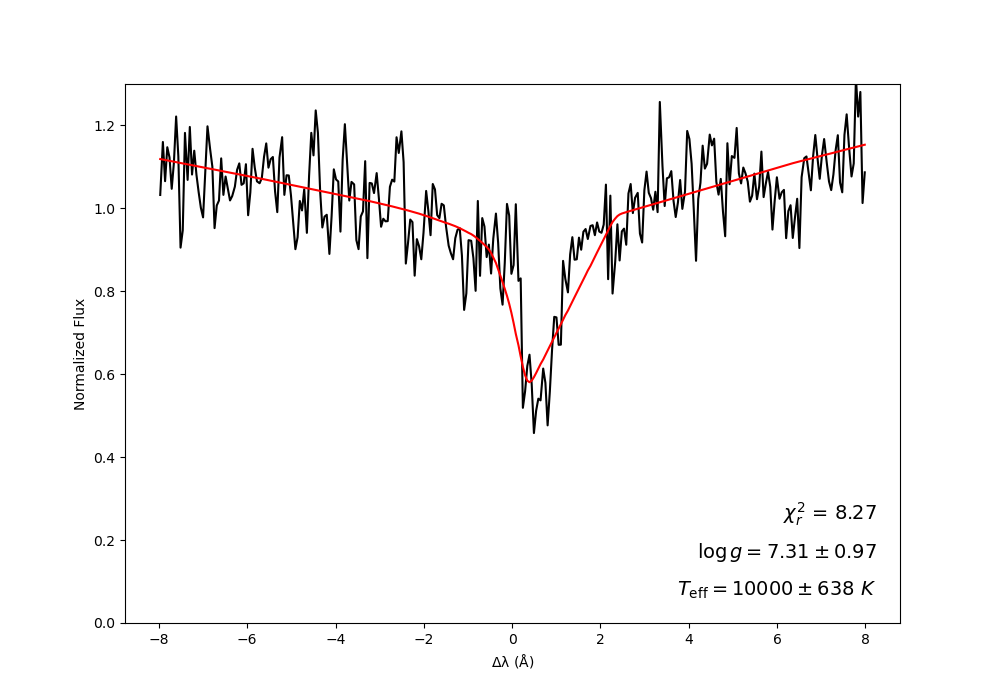 1.2
1.0
0.8
0.6
0.4
0.2
0.0
Normalized Flux
χ²ᵣ = 8.27
log g = 7.31 ± 0.97
T_eff = 10000 ± 638 K
−8 −6 −4 −2 0 2 4 6 8
Δλ (Å)